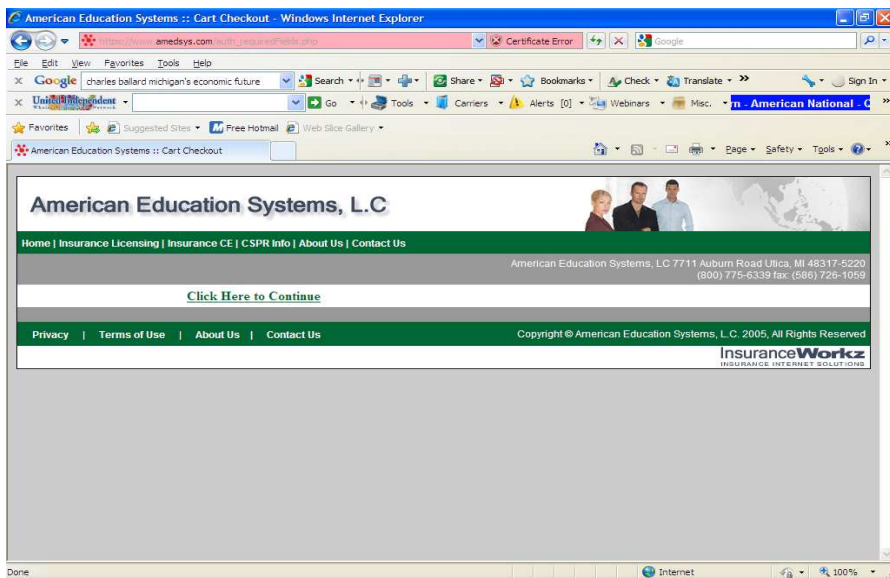 American Education Systems :: Cart Checkout - Windows Internet Explorer
https://www.amedsys.com/auth_requiredFields.php Certificate Error Google
File Edit View Favorites Tools Help
x Google charles ballard michigan's economic future Search Share Bookmarks Check Translate » Sign In
x Go Tools Carriers Alerts [0] Webinars Misc. rn - American National - C »
Favorites Suggested Sites Free Hotmail Web Slice Gallery
American Education Systems :: Cart Checkout Page Safety Tools »
American Education Systems, L.C
Home | Insurance Licensing | Insurance CE | CSPR Info | About Us | Contact Us
American Education Systems, LC 7711 Auburn Road Utica, MI 48317-5220
(800) 775-6339 fax: (586) 726-1059
Click Here to Continue
Privacy | Terms of Use | About Us | Contact Us Copyright © American Education Systems, L.C. 2005, All Rights Reserved
InsuranceWorkz
INSURANCE INTERNET SOLUTIONS
Done Internet 100%